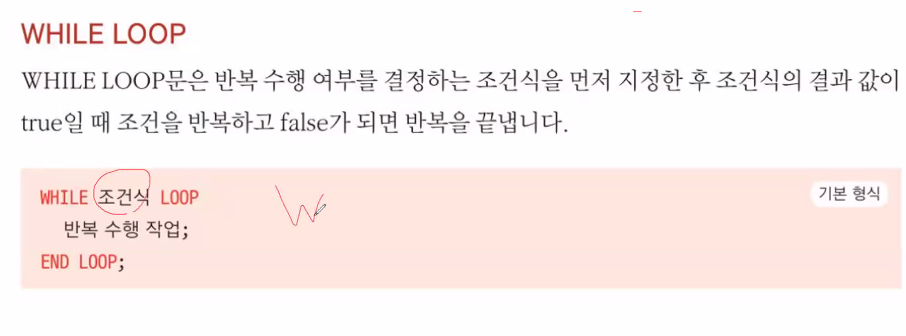 WHILE LOOP
WHILE LOOP문은 반복 수행 여부를 결정하는 조건식을 먼저 지정한 후 조건식의 결과 값이
true일 때 조건을 반복하고 false가 되면 반복을 끝냅니다.
WHILE 조건식 LOOP
기본 형식
W
반복 수행 작업;
END LOOP;